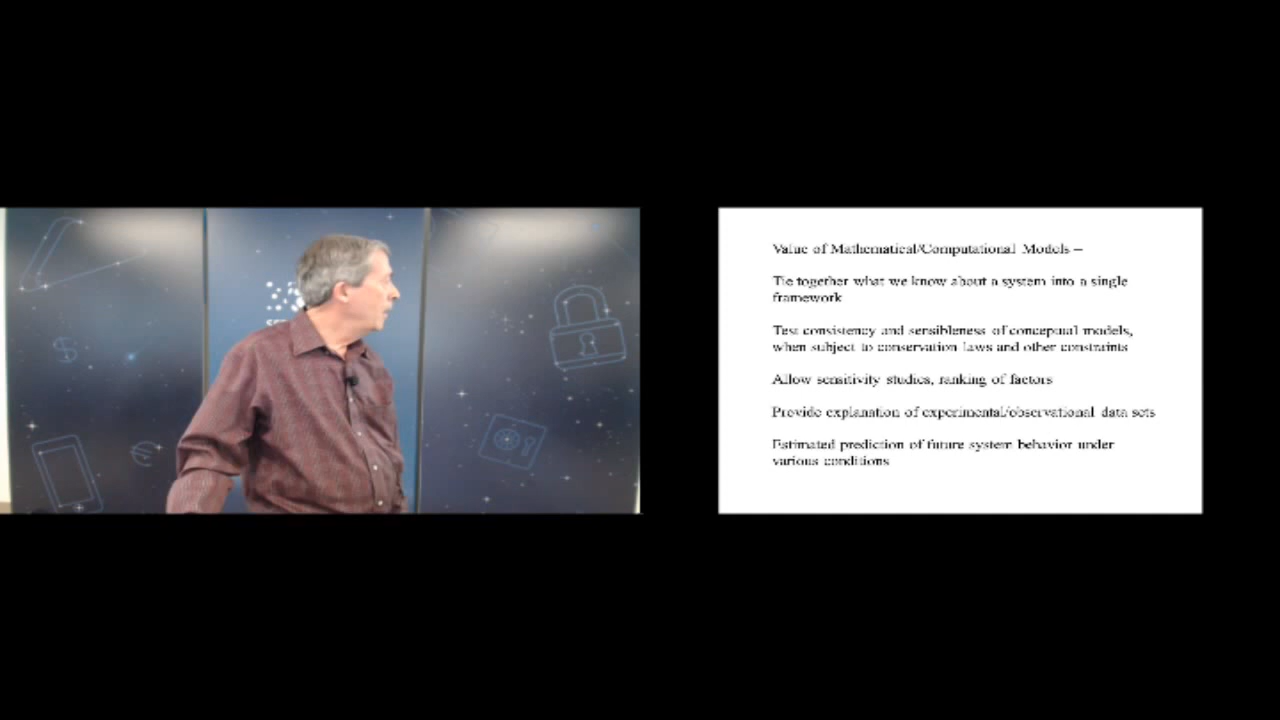 Value of Mathematical/Computational Models –
Tie together what we know about a system into a single
framework
Test consistency and sensibleness of conceptual models,
when subject to conservation laws and other constraints
Allow sensitivity studies, ranking of factors
Provide explanation of experimental/observational data sets
Estimated prediction of future system behavior under
various conditions